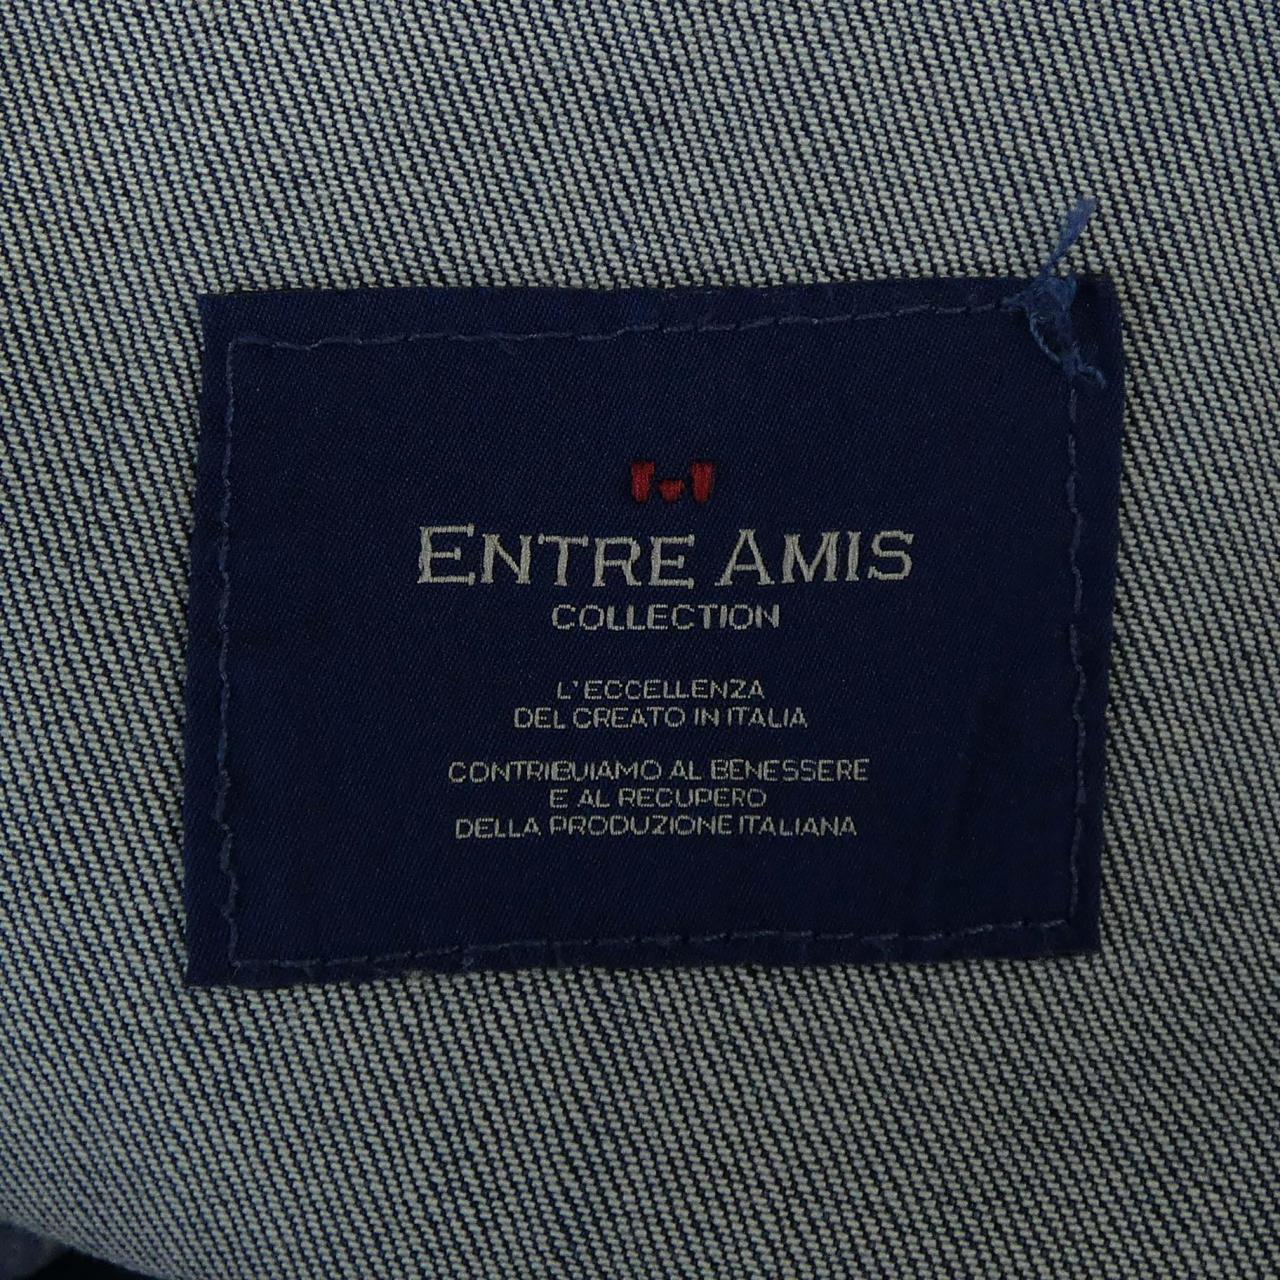 ENTRE AMIS
COLLECTION
L'ECCELLENZA
DEL CREATO IN ITALIA
CONTRIBUIAMO AL BENESSERE
E AL RECUPERO
DELLA PRODUZIONE ITALIANA